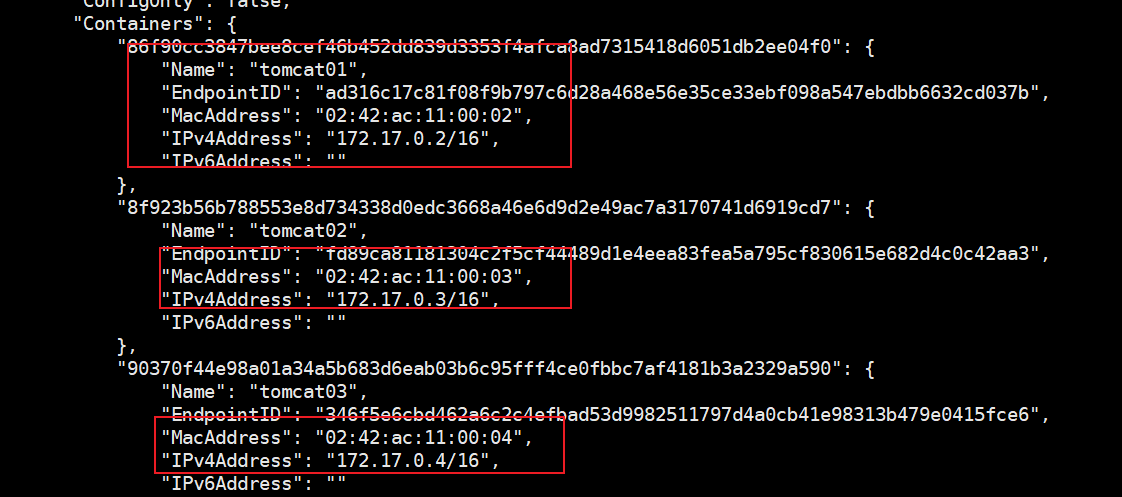 "ConfigOnly": false,
"Containers": {
"86f90cc3847bee8cef46b452dd839d3353f4afca8ad7315418d6051db2ee04f0": {
"Name": "tomcat01",
"EndpointID": "ad316c17c81f08f9b797c6d28a468e56e35ce33ebf098a547ebdbb6632cd037b",
"MacAddress": "02:42:ac:11:00:02",
"IPv4Address": "172.17.0.2/16",
"IPv6Address": ""
},
"8f923b56b788553e8d734338d0edc3668a46e6d9d2e49ac7a3170741d6919cd7": {
"Name": "tomcat02",
"EndpointID": "fd89ca81181304c2f5cf44489d1e4eea83fea5a795cf830615e682d4c0c42aa3",
"MacAddress": "02:42:ac:11:00:03",
"IPv4Address": "172.17.0.3/16",
"IPv6Address": ""
},
"90370f44e98a01a34a5b683d6eab03b6c95fff4ce0fbbc7af4181b3a2329a590": {
"Name": "tomcat03",
"EndpointID": "346f5e6cbd462a6c2c4efbad53d9982511797d4a0cb41e98313b479e0415fce6",
"MacAddress": "02:42:ac:11:00:04",
"IPv4Address": "172.17.0.4/16",
"IPv6Address": ""